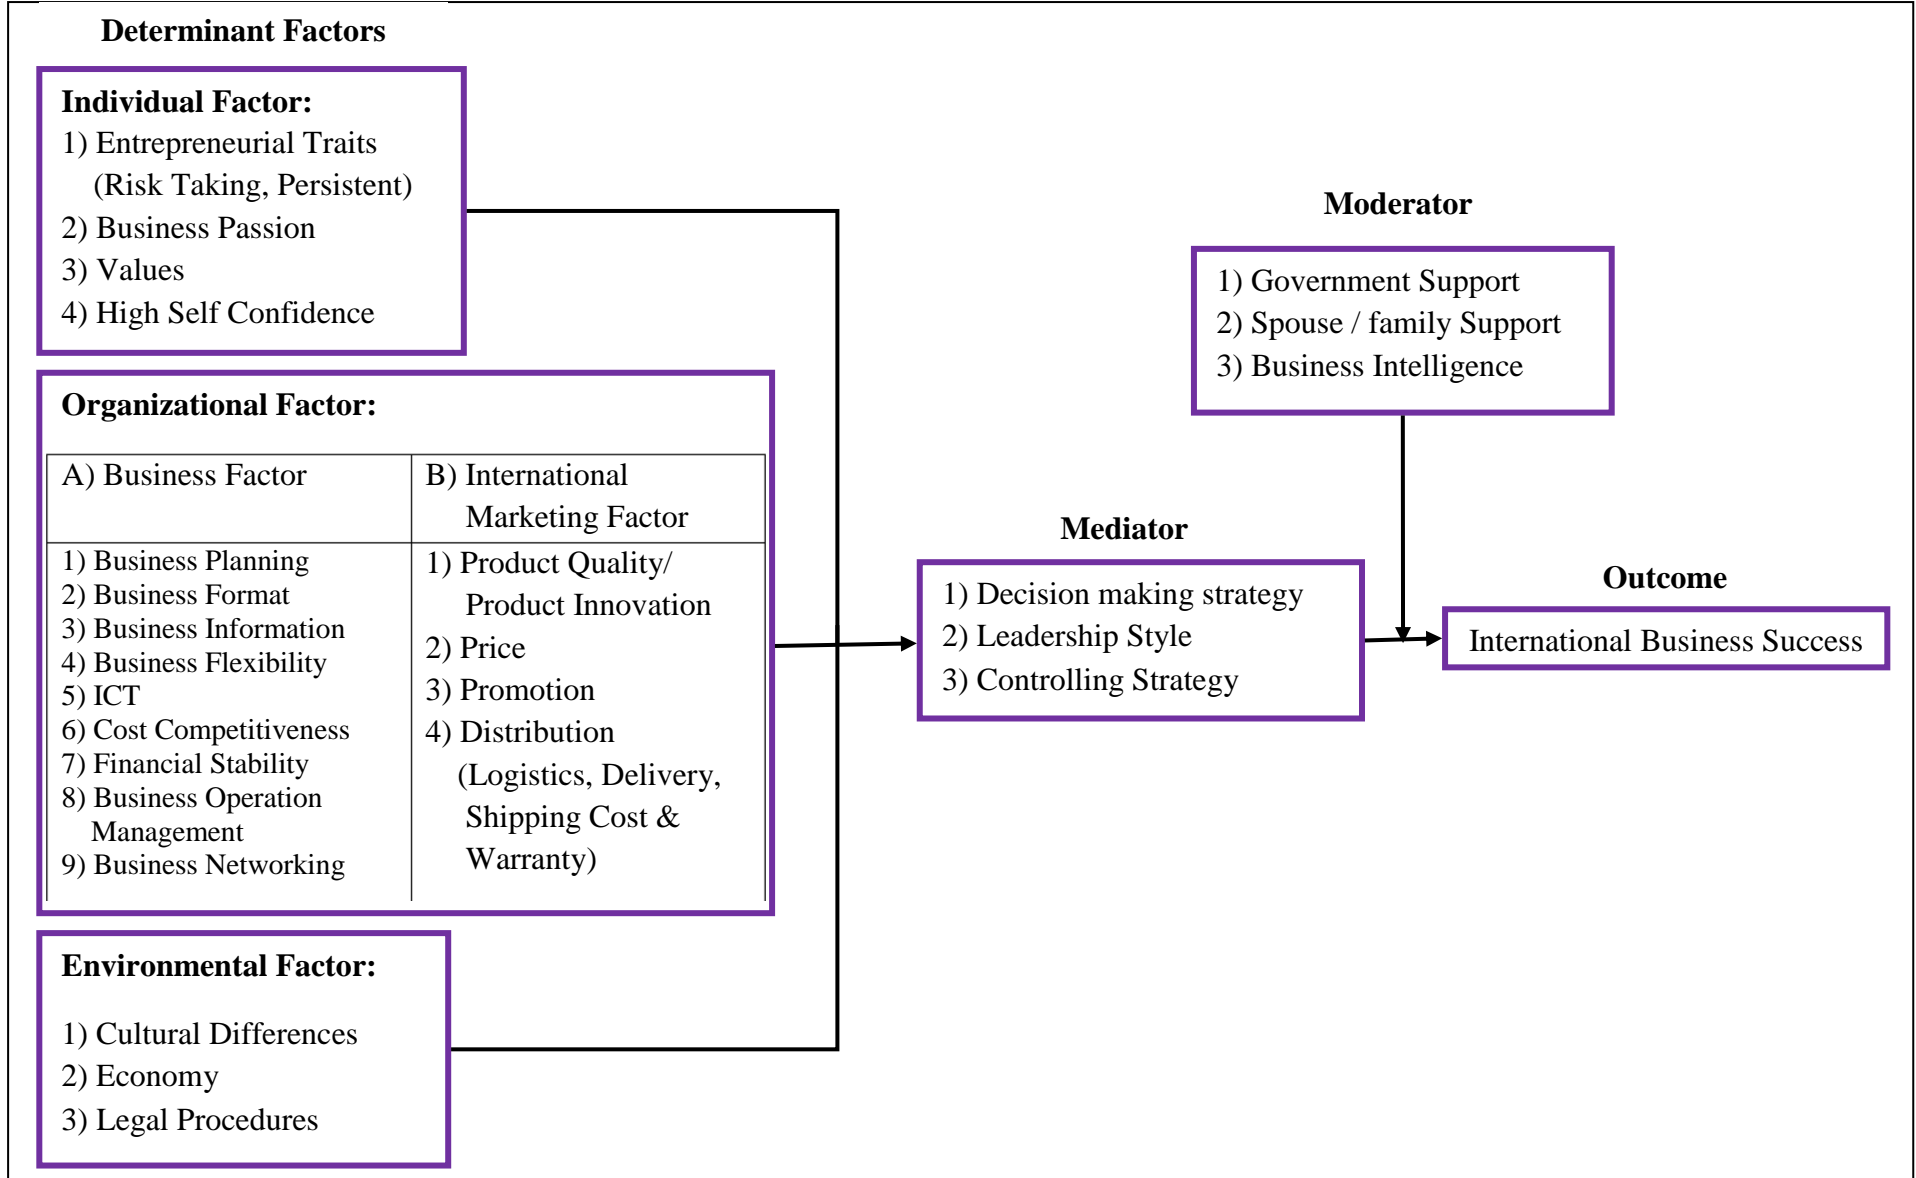 Determinant Factors
Individual Factor:
1) Entrepreneurial Traits
(Risk Taking, Persistent)
2) Business Passion
3) Values
4) High Self Confidence
Organizational Factor:
A) Business Factor
1) Business Planning
2) Business Format
3) Business Information
4) Business Flexibility
5) ICT
6) Cost Competitiveness
7) Financial Stability
8) Business Operation
Management
9) Business Networking
B) International
Marketing Factor
1) Product Quality/
Product Innovation
2) Price
3) Promotion
4) Distribution
(Logistics, Delivery,
Shipping Cost &
Warranty)
Environmental Factor:
1) Cultural Differences
2) Economy
3) Legal Procedures
Mediator
1) Decision making strategy
2) Leadership Style
3) Controlling Strategy
Moderator
1) Government Support
2) Spouse / family Support
3) Business Intelligence
Outcome
International Business Success